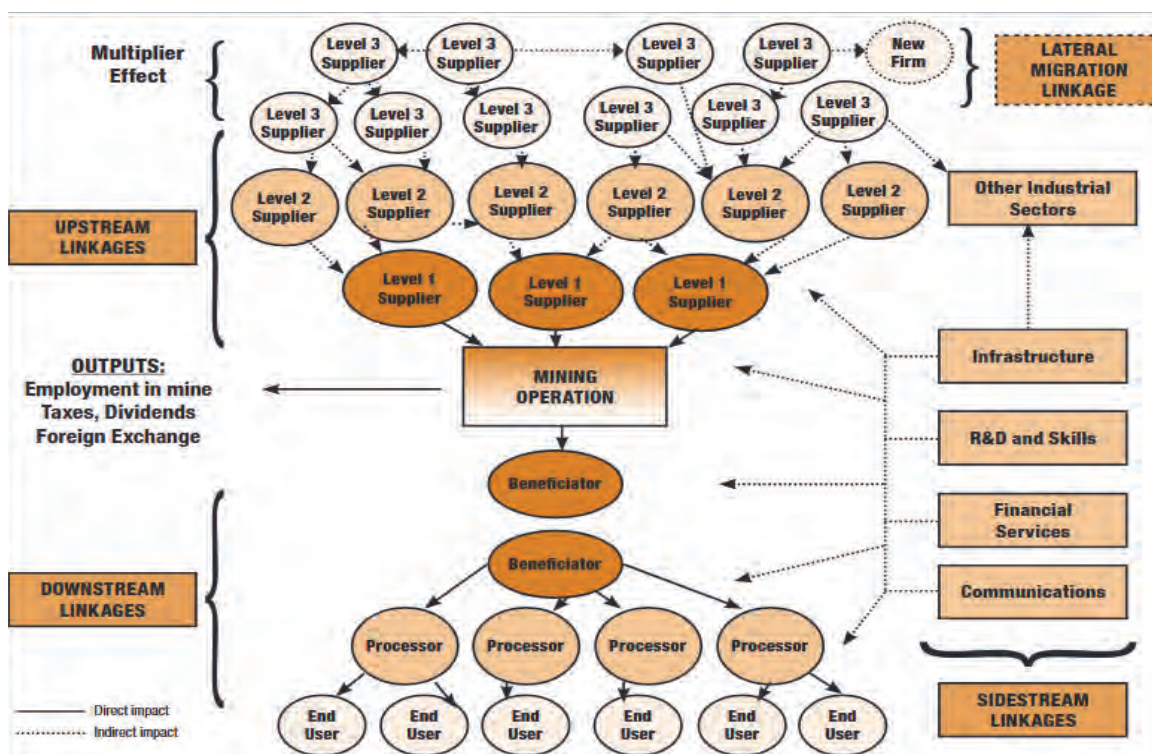 Multiplier
Effect
Level 3
Supplier
Level 3
Supplier
Level 3
Supplier
Level 3
Supplier
New
Firm
LATERAL
MIGRATION
LINKAGE
Level 3
Supplier
Level 3
Supplier
Level 3
Supplier
Level 3
Supplier
Level 3
Supplier
Level 3
Supplier
UPSTREAM
LINKAGES
Level 2
Supplier
Level 2
Supplier
Level 2
Supplier
Level 2
Supplier
Level 2
Supplier
Level 2
Supplier
Other Industrial
Sectors
Level 1
Supplier
Level 1
Supplier
Level 1
Supplier
OUTPUTS:
Employment in mine
Taxes, Dividends
Foreign Exchange
MINING
OPERATION
Infrastructure
R&D and Skills
Beneficiator
Financial
Services
Beneficiator
Communications
DOWNSTREAM
LINKAGES
Processor
Processor
Processor
Processor
End
User
End
User
End
User
End
User
End
User
End
User
SIDESTREAM
LINKAGES
Direct impact
Indirect impact